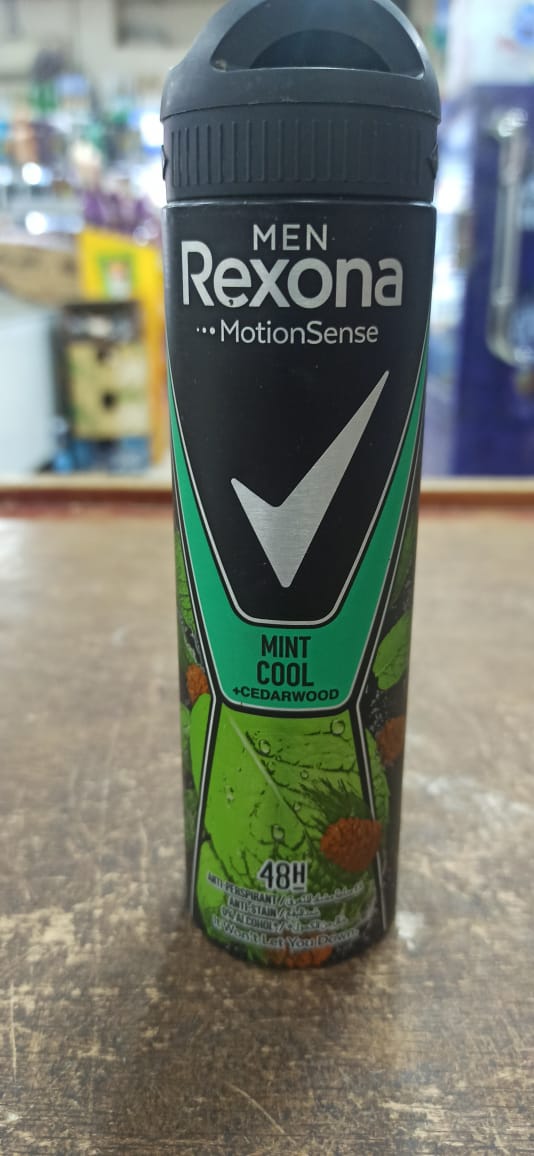 MEN
Rexona
MotionSense
MINT
COOL
+CEDARWOOD
48H
ANTI-PERSPIRANT /
ANTI-STAIN /
0% ALCOHOL* /
It Won't Let You Down